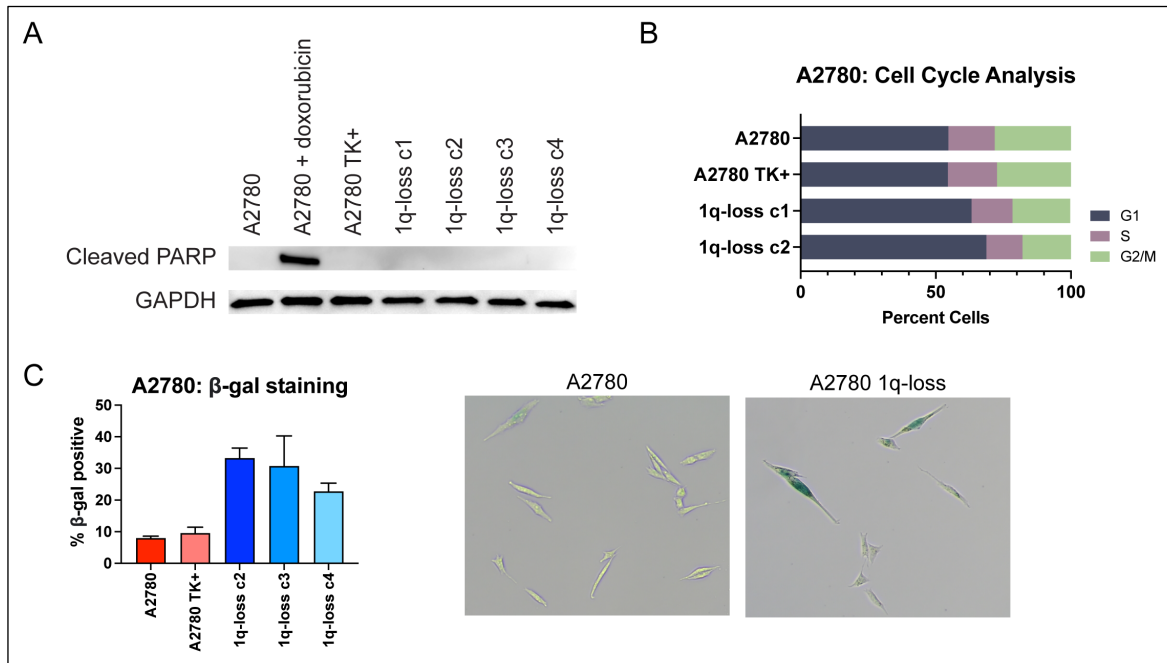 A
A2780
A2780 + doxorubicin
A2780 TK+
1q-loss c1
1q-loss c2
1q-loss c3
1q-loss c4
Cleaved PARP
GAPDH
B
A2780: Cell Cycle Analysis
A2780
A2780 TK+
1q-loss c1
1q-loss c2
G1
S
G2/M
0
50
100
Percent Cells
C
A2780: β-gal staining
% β-gal positive
50
40
30
20
10
0
A2780
A2780 TK+
1q-loss c2
1q-loss c3
1q-loss c4
A2780
A2780 1q-loss